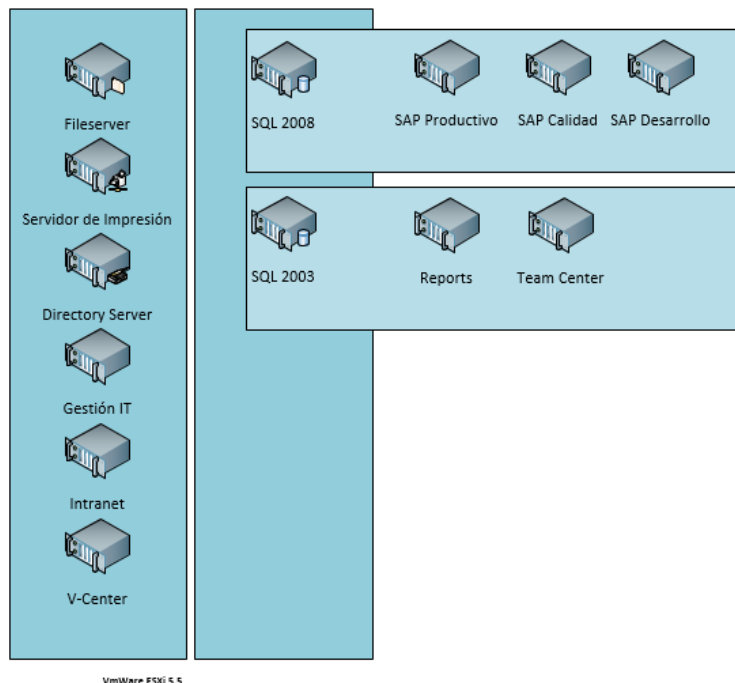 Fileserver
Servidor de Impresión
Directory Server
Gestión IT
Intranet
V-Center
SQL 2008
SAP Productivo
SAP Calidad
SAP Desarrollo
SQL 2003
Reports
Team Center
VmWare ESXi 5.5